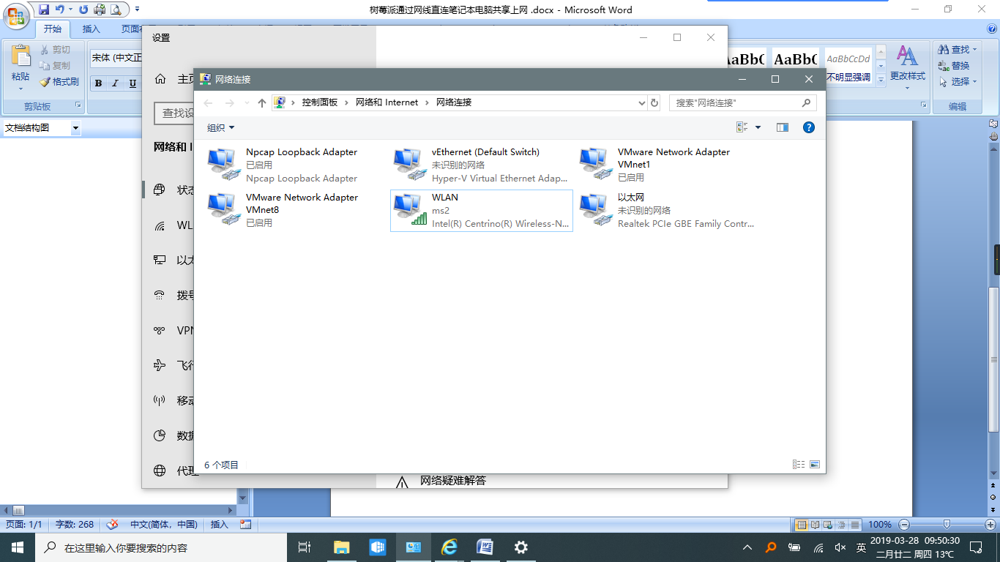 树莓派通过网线直连笔记本电脑共享上网 .docx - Microsoft Word
开始
插入
页面
剪切
复制
格式刷
粘贴
剪贴板
宋体 (中文正
B I U
AaBb(
AaBb(
AaBbCcDd
不明显强调
更改样式
查找
替换
选择
编辑
文档结构图
设置
主页
查找设
网络和 I
状态
WL
以太
拨号
VPN
飞行
移动
数据
代理
网络疑难解答
网络连接
控制面板
网络和 Internet
网络连接
搜索"网络连接"
组织
Npcap Loopback Adapter
已启用
Npcap Loopback Adapter
vEthernet (Default Switch)
未识别的网络
Hyper-V Virtual Ethernet Adap...
VMware Network Adapter
VMnet1
已启用
VMware Network Adapter
VMnet8
已启用
WLAN
ms2
Intel(R) Centrino(R) Wireless-N...
以太网
未识别的网络
Realtek PCIe GBE Family Contr...
6 个项目
页面: 1/1
字数: 268
中文(简体，中国)
插入
100%
在这里输入你要搜索的内容
英
2019-03-28 09:50:30
二月廿二 周四 13℃